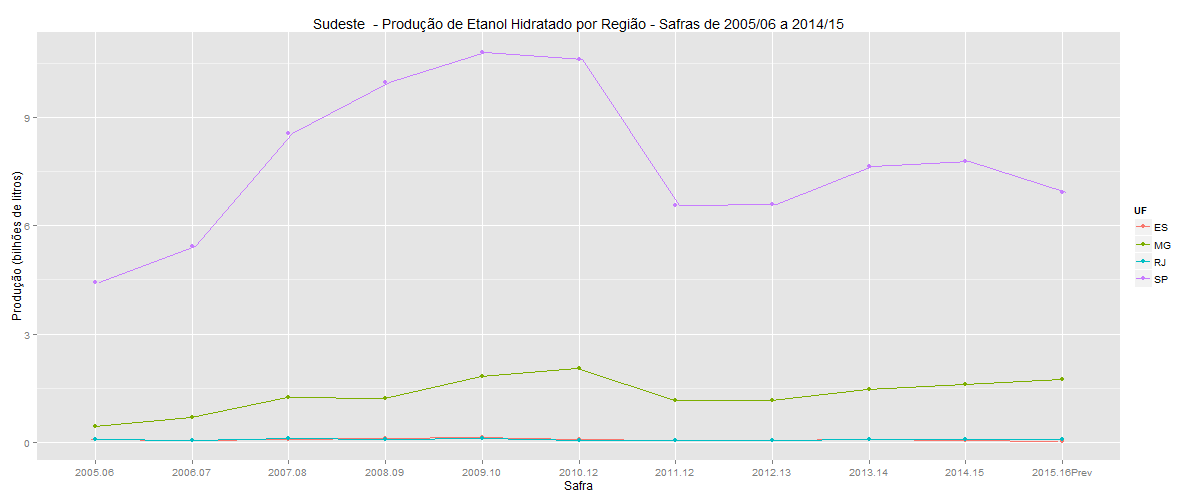 Sudeste - Produção de Etanol Hidratado por Região - Safras de 2005/06 a 2014/15
Produção (bilhões de litros)
9
6
3
0
2005.06 2006.07 2007.08 2008.09 2009.10 2010.12 2011.12 2012.13 2013.14 2014.15 2015.16Prev
Safra
UF
ES
MG
RJ
SP